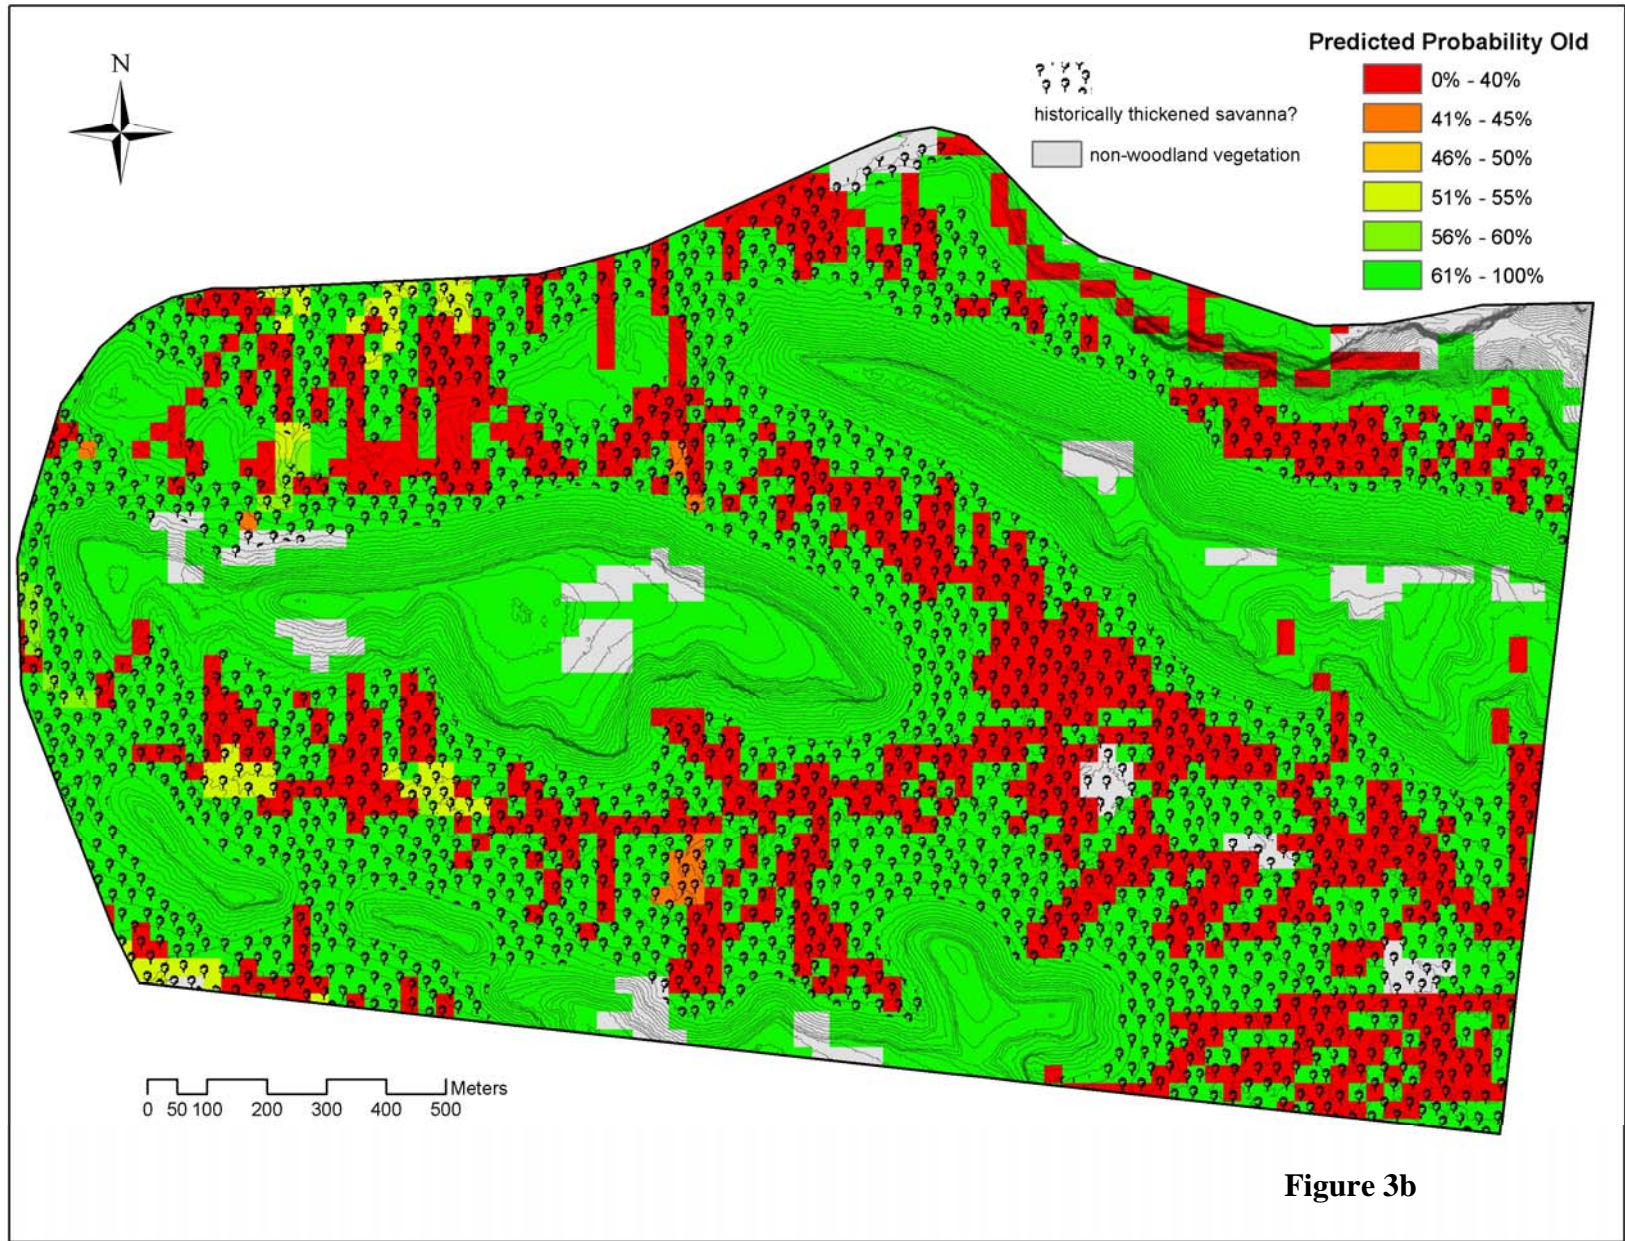 N
Predicted Probability Old
0% - 40%
41% - 45%
46% - 50%
51% - 55%
56% - 60%
61% - 100%
historically thickened savanna?
non-woodland vegetation
Meters
0 50 100 200 300 400 500
Figure 3b